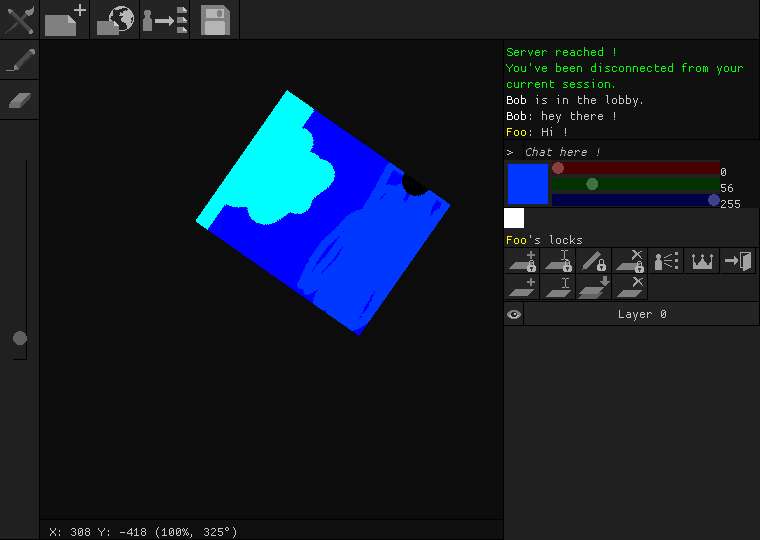 Server reached !
You've been disconnected from your
current session.
Bob is in the lobby.
Bob: hey there !
Foo: Hi !
> Chat here !
0
56
255
Foo's locks
Layer 0
X: 308 Y: -418 (100%, 325°)